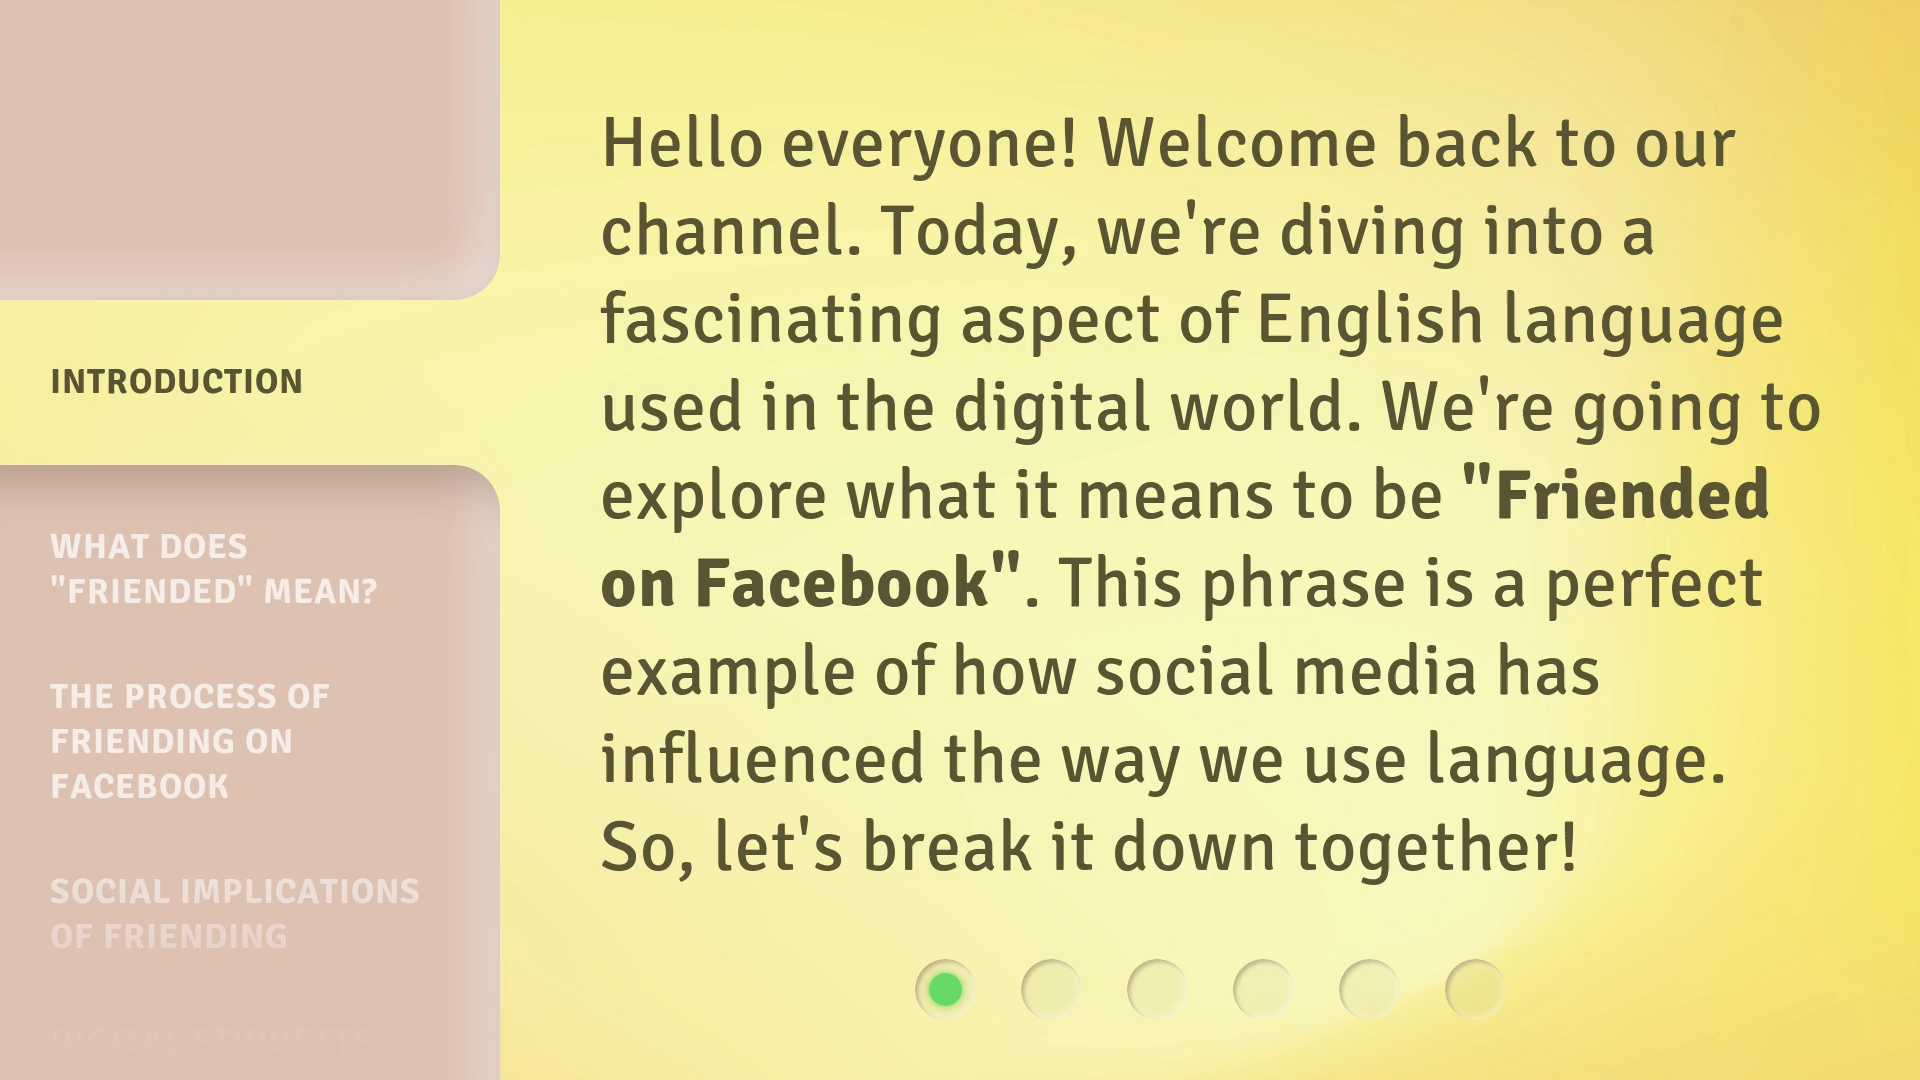 INTRODUCTION
WHAT DOES
"FRIENDED" MEAN?
THE PROCESS OF
FRIENDING ON
FACEBOOK
SOCIAL IMPLICATIONS
OF FRIENDING
DIGITAL ETIQUETTE
Hello everyone! Welcome back to our
channel. Today, we're diving into a
fascinating aspect of English language
used in the digital world. We're going to
explore what it means to be "Friended
on Facebook". This phrase is a perfect
example of how social media has
influenced the way we use language.
So, let's break it down together!